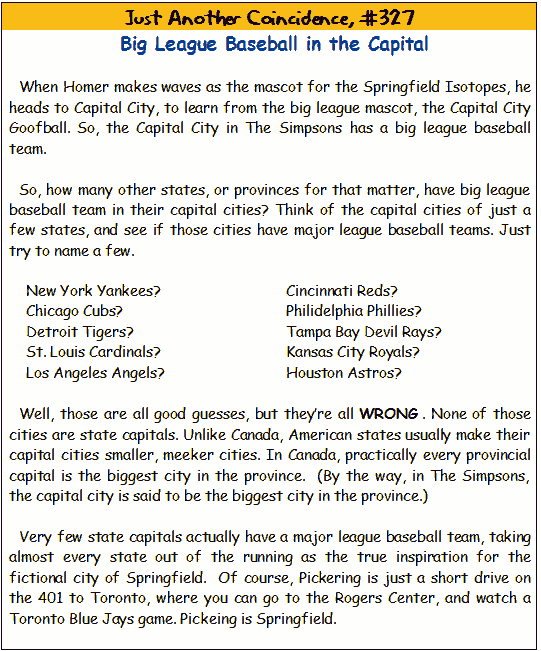 Just Another Coincidence, #327
Big League Baseball in the Capital
When Homer makes waves as the mascot for the Springfield Isotopes, he
heads to Capital City, to learn from the big league mascot, the Capital City
Goofball. So, the Capital City in The Simpsons has a big league baseball
team.
So, how many other states, or provinces for that matter, have big league
baseball team in their capital cities? Think of the capital cities of just a
few states, and see if those cities have major league baseball teams. Just
try to name a few.
New York Yankees?
Chicago Cubs?
Detroit Tigers?
St. Louis Cardinals?
Los Angeles Angels?
Cincinnati Reds?
Philidelphia Phillies?
Tampa Bay Devil Rays?
Kansas City Royals?
Houston Astros?
Well, those are all good guesses, but they're all WRONG . None of those
cities are state capitals. Unlike Canada, American states usually make their
capital cities smaller, meeker cities. In Canada, practically every provincial
capital is the biggest city in the province. (By the way, in The Simpsons,
the capital city is said to be the biggest city in the province.)
Very few state capitals actually have a major league baseball team, taking
almost every state out of the running as the true inspiration for the
fictional city of Springfield. Of course, Pickering is just a short drive on
the 401 to Toronto, where you can go to the Rogers Center, and watch a
Toronto Blue Jays game. Pickeing is Springfield.